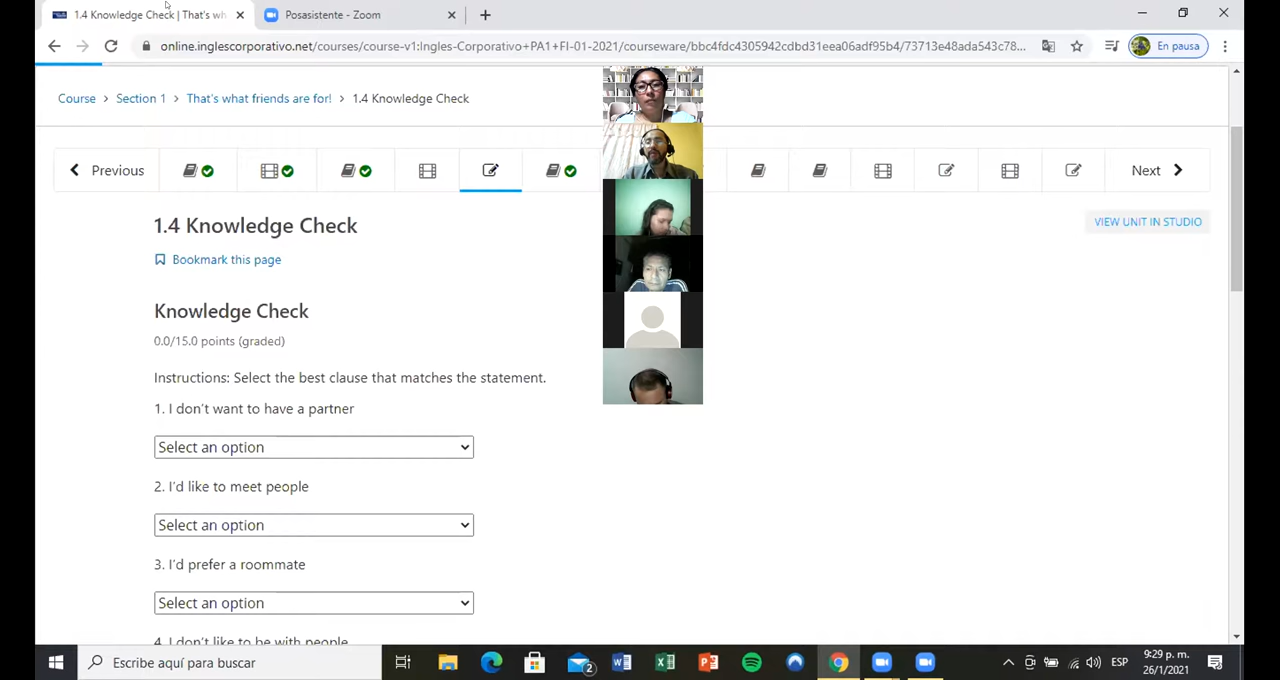 1.4 Knowledge Check | That's wh
Posasistente - Zoom
online.inglescorporativo.net/courses/course-v1:Ingles-Corporativo+PA1+FI-01-2021/courseware/bbc4fdc4305942cdbd31eea06adf95b4/73713e48ada543c78...
En pausa
Course > Section 1 > That's what friends are for! > 1.4 Knowledge Check
Previous
Next
1.4 Knowledge Check
VIEW UNIT IN STUDIO
Bookmark this page
Knowledge Check
0.0/15.0 points (graded)
Instructions: Select the best clause that matches the statement.
1. I don't want to have a partner
Select an option
2. I'd like to meet people
Select an option
3. I'd prefer a roommate
Select an option
4. I don't like to be with people
Escribe aquí para buscar
2
ESP
9:29 p. m.
26/1/2021